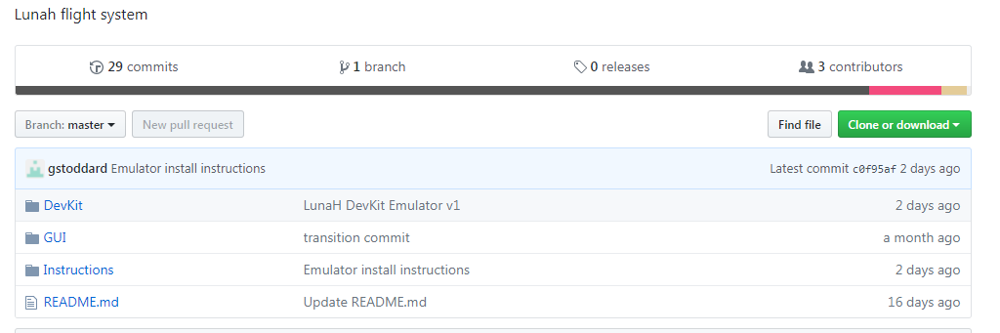 Lunah flight system
29 commits 1 branch 0 releases 3 contributors
Branch: master New pull request Find file Clone or download
gstoddard Emulator install instructions Latest commit c0f95af 2 days ago
DevKit LunaH DevKit Emulator v1 2 days ago
GUI transition commit a month ago
Instructions Emulator install instructions 2 days ago
README.md Update README.md 16 days ago